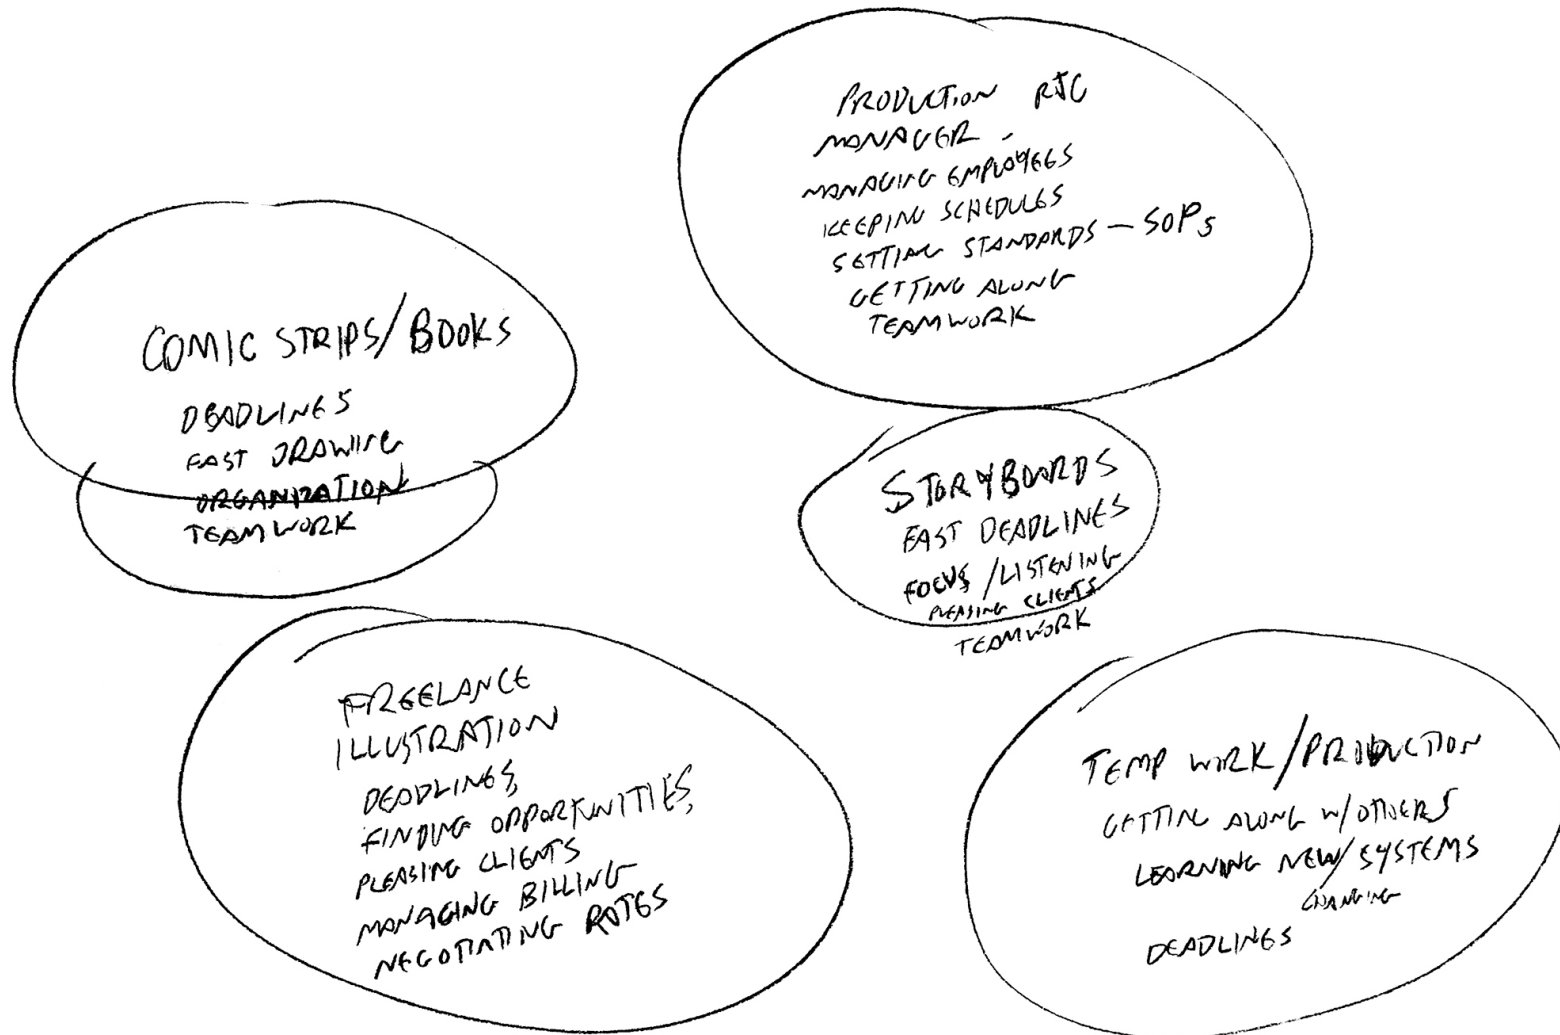 COMIC STRIPS/BOOKS
DEADLINES
FAST DRAWING
ORGANIZATION
TEAMWORK
PRODUCTION RJC
MANAGER -
MANAGING EMPLOYEES
KEEPING SCHEDULES
SETTING STANDARDS - SOPs
GETTING ALONG
TEAMWORK
STORYBOARDS
FAST DEADLINES
FOCUS/LISTENING
PLEASING CLIENTS
TEAMWORK
FREELANCE
ILLUSTRATION
DEADLINES,
FINDING OPPORTUNITIES,
PLEASING CLIENTS
MANAGING BILLING
NEGOTIATING RATES
TEMP WORK/PRODUCTION
GETTING ALONG W/OTHERS
LEARNING NEW/SYSTEMS
CHANGING
DEADLINES